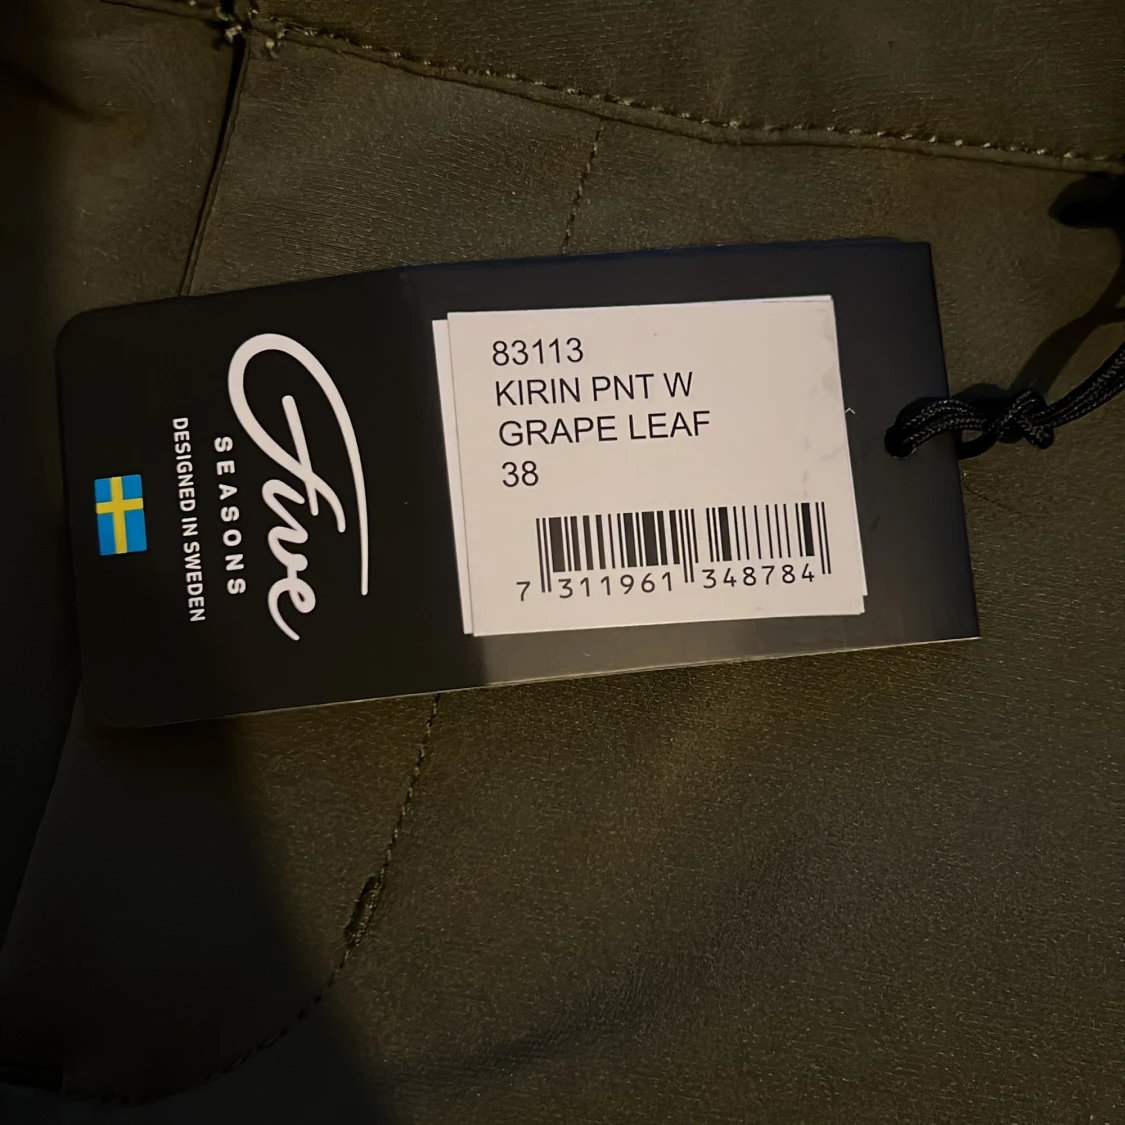 Five
SEASONS
DESIGNED IN SWEDEN
83113
KIRIN PNT W
GRAPE LEAF
38
7 311961 348784